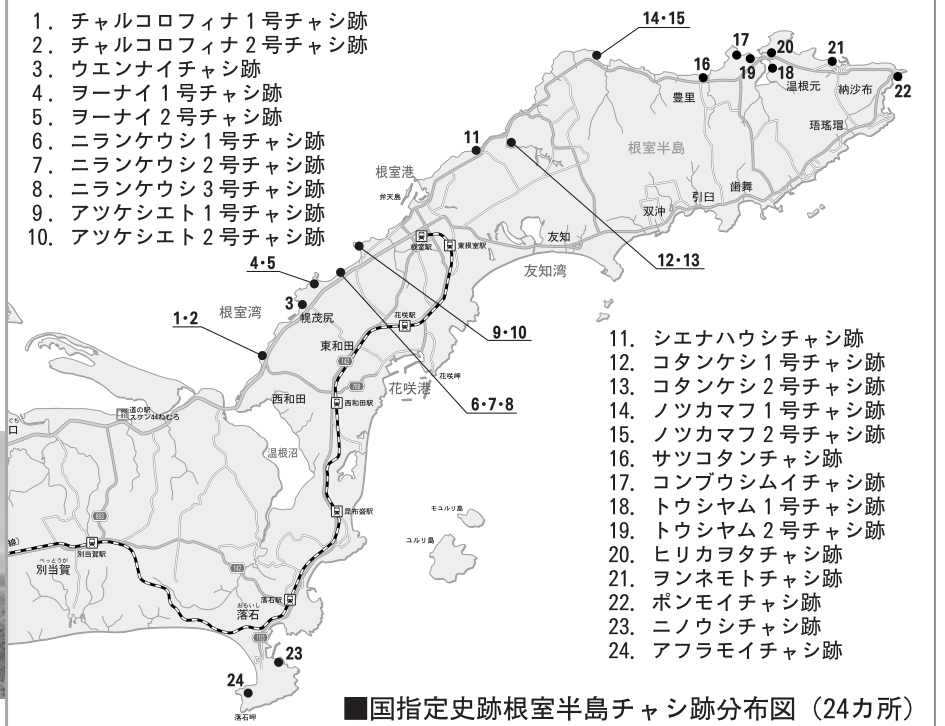 1. チャルコロフィナ1号チャシ跡
2. チャルコロフィナ2号チャシ跡
3. ウエンナイチャシ跡
4. ヲーナイ1号チャシ跡
5. ヲーナイ2号チャシ跡
6. ニランケウシ1号チャシ跡
7. ニランケウシ2号チャシ跡
8. ニランケウシ3号チャシ跡
9. アツケシエト1号チャシ跡
10. アツケシエト2号チャシ跡
14・15
17
20
21
16
19
18
温根元
納沙布
22
豊里
珸瑶瑁
11
根室半島
根室港
弁天島
歯舞
引臼
双沖
根室駅
東根室駅
友知
12・13
友知湾
4・5
3
根室湾
幌茂尻
1・2
花咲駅
9・10
東和田
142
花咲岬
花咲港
780
6・7・8
西和田
西和田駅
道の駅
スワン44ねむろ
温根沼
昆布盛駅
モユルリ島
ユルリ島
別当賀駅
べっとうが
別当賀
142
落石駅
おちいし
落石
23
24
落石岬
11. シエナハウシチャシ跡
12. コタンケシ1号チャシ跡
13. コタンケシ2号チャシ跡
14. ノツカマフ1号チャシ跡
15. ノツカマフ2号チャシ跡
16. サツコタンチャシ跡
17. コンブウシムイチャシ跡
18. トウシヤム1号チャシ跡
19. トウシヤム2号チャシ跡
20. ヒリカヲタチャシ跡
21. ヲンネモトチャシ跡
22. ポンモイチャシ跡
23. ニノウシチャシ跡
24. アフラモイチャシ跡
■国指定史跡根室半島チャシ跡分布図（24カ所）